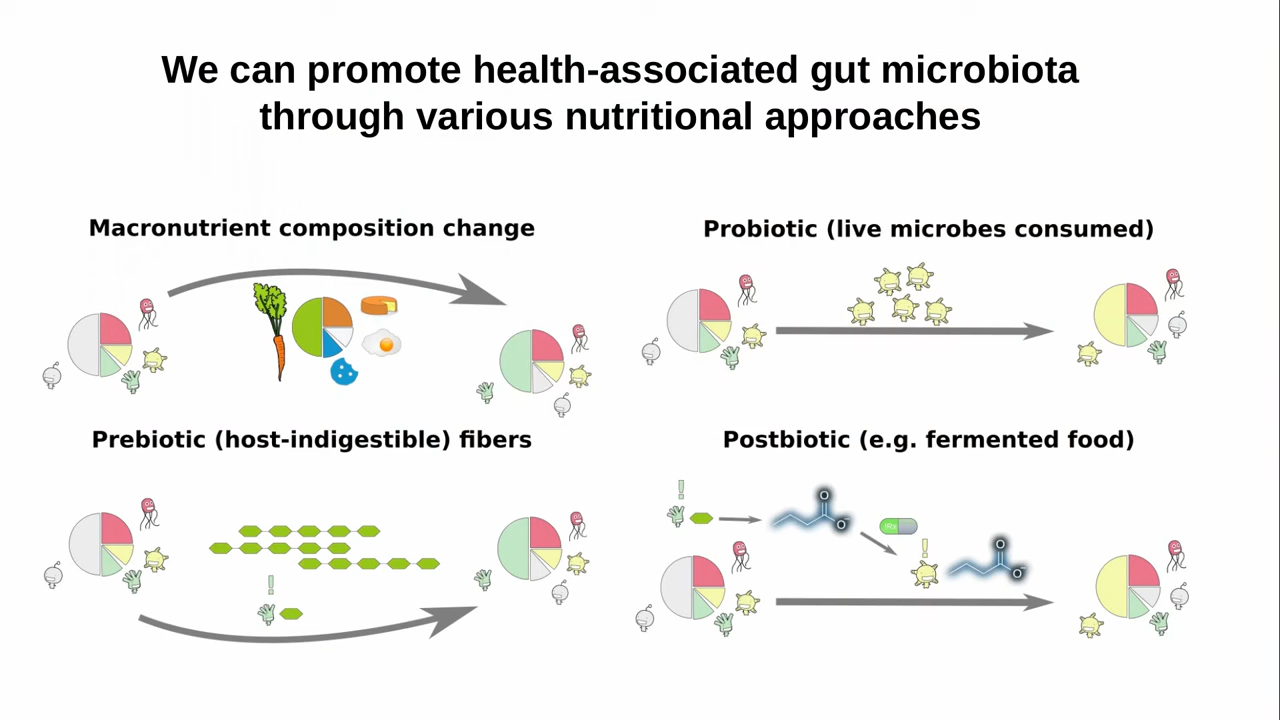 We can promote health-associated gut microbiota
through various nutritional approaches
Macronutrient composition change
Probiotic (live microbes consumed)
Prebiotic (host-indigestible) fibers
Postbiotic (e.g. fermented food)
!
O
O⁻
!
O
O⁻
!